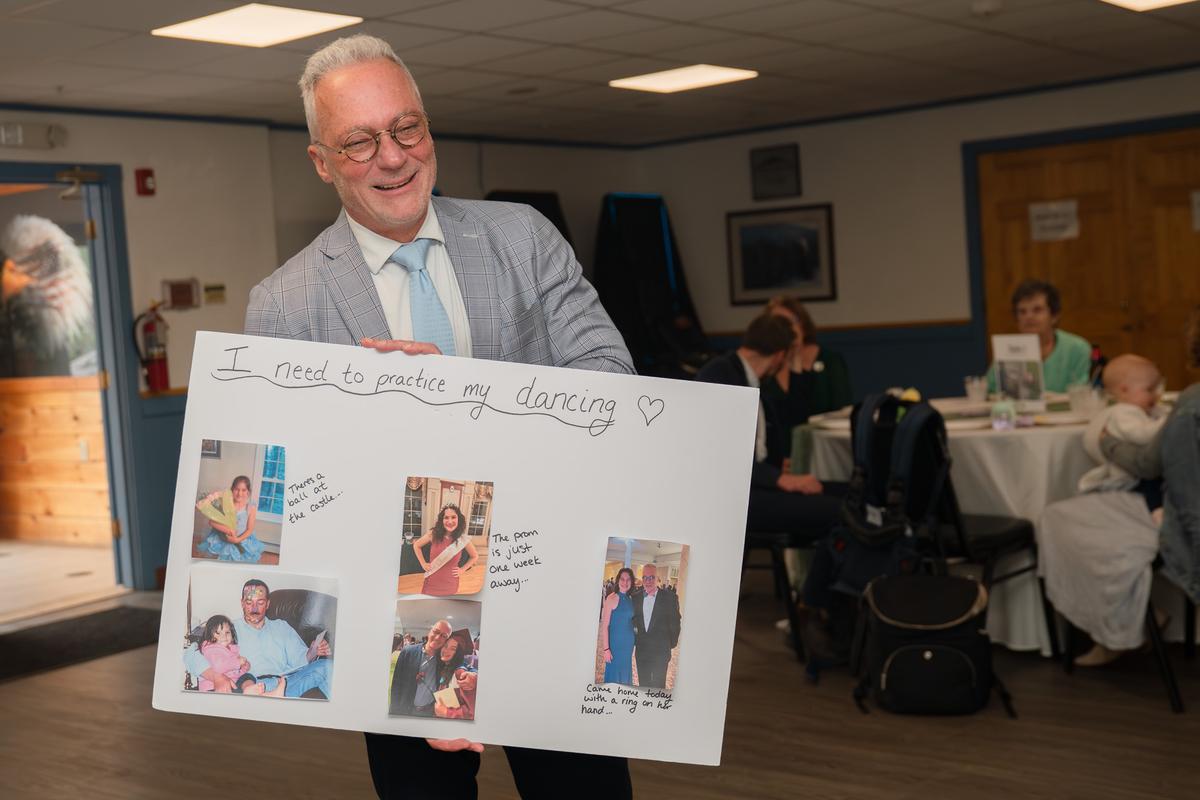 I need to practice my dancing ♡
There's a
ball at
the castle...
The prom
is just
one week
away...
Came home today
with a ring on her
hand...